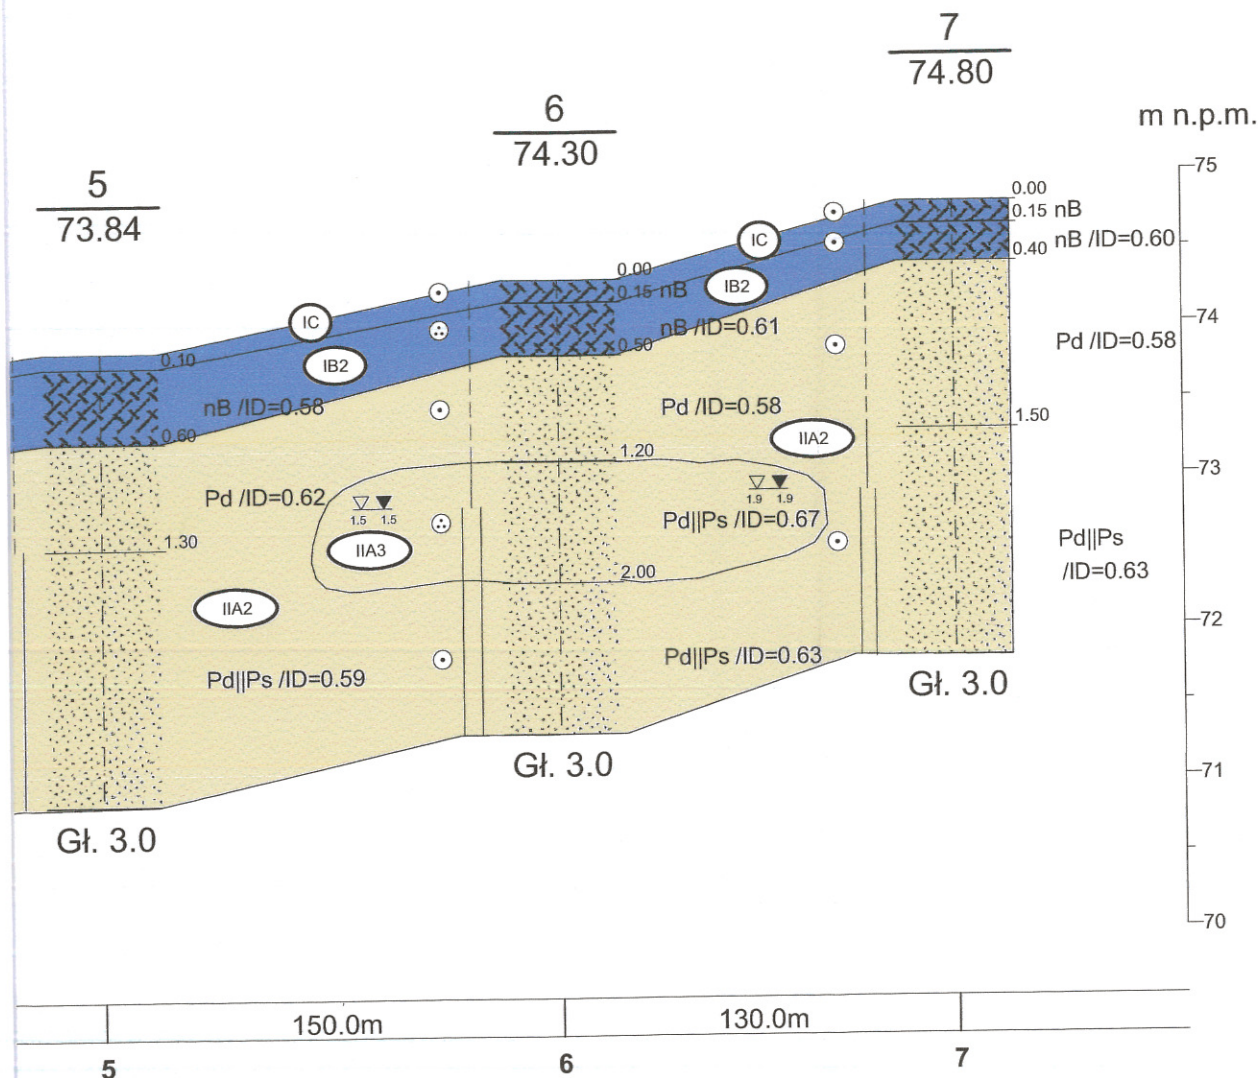 7
74.80
m n.p.m.
6
74.30
75
5
73.84
0.00
0.15 nB
nB /ID=0.60
0.40
IC
0.00
0.15 nB
IB2
IC
74
nB /ID=0.61
Pd /ID=0.58
0.10
0.50
IB2
nB /ID=0.58
Pd /ID=0.58
1.50
0.60
IIA2
1.20
73
Pd /ID=0.62
1.5 1.5
1.9 1.9
Pd||Ps /ID=0.67
1.30
IIA3
Pd||Ps
/ID=0.63
2.00
IIA2
72
Pd||Ps /ID=0.59
Pd||Ps /ID=0.63
Gł. 3.0
Gł. 3.0
71
Gł. 3.0
70
150.0m
130.0m
5
6
7